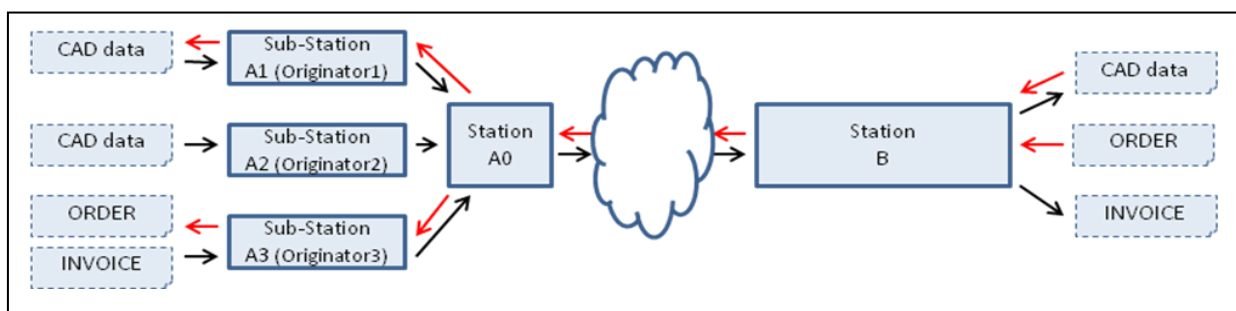 CAD data
Sub-Station
A1 (Originator1)
CAD data
Sub-Station
A2 (Originator2)
ORDER
INVOICE
Sub-Station
A3 (Originator3)
Station
A0
Station
B
CAD data
ORDER
INVOICE